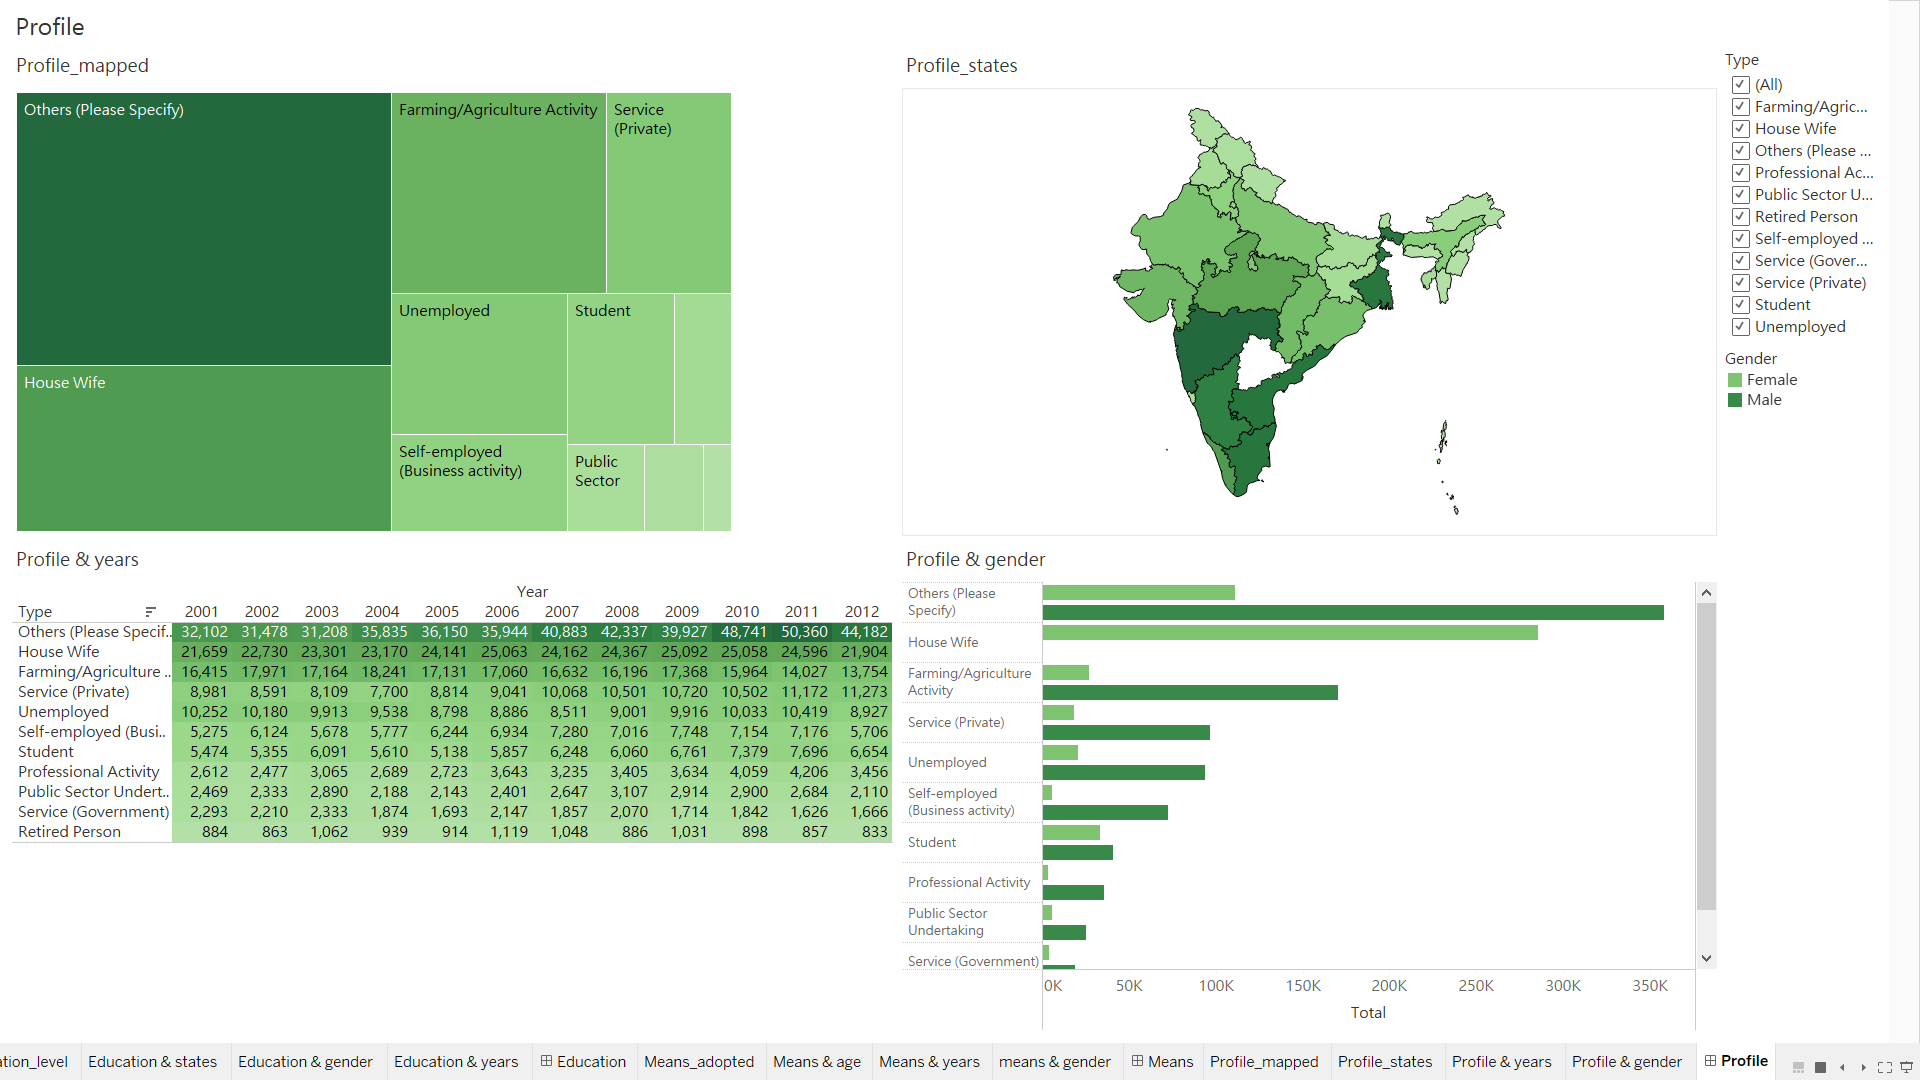 Profile
Profile_mapped
Others (Please Specify)
Farming/Agriculture Activity
Service
(Private)
House Wife
Unemployed
Student
Self-employed
(Business activity)
Public
Sector
Profile_states
Type
(All)
Farming/Agric...
House Wife
Others (Please ...
Professional Ac...
Public Sector U...
Retired Person
Self-employed ...
Service (Gover...
Service (Private)
Student
Unemployed
Gender
Female
Male
Profile & years
Year
Type 2001 2002 2003 2004 2005 2006 2007 2008 2009 2010 2011 2012
Others (Please Specif.. 32,102 31,478 31,208 35,835 36,150 35,944 40,883 42,337 39,927 48,741 50,360 44,182
House Wife 21,659 22,730 23,301 23,170 24,141 25,063 24,162 24,367 25,092 25,058 24,596 21,904
Farming/Agriculture .. 16,415 17,971 17,164 18,241 17,131 17,060 16,632 16,196 17,368 15,964 14,027 13,754
Service (Private) 8,981 8,591 8,109 7,700 8,814 9,041 10,068 10,501 10,720 10,502 11,172 11,273
Unemployed 10,252 10,180 9,913 9,538 8,798 8,886 8,511 9,001 9,916 10,033 10,419 8,927
Self-employed (Busi.. 5,275 6,124 5,678 5,777 6,244 6,934 7,280 7,016 7,748 7,154 7,176 5,706
Student 5,474 5,355 6,091 5,610 5,138 5,857 6,248 6,060 6,761 7,379 7,696 6,654
Professional Activity 2,612 2,477 3,065 2,689 2,723 3,643 3,235 3,405 3,634 4,059 4,206 3,456
Public Sector Undert.. 2,469 2,333 2,890 2,188 2,143 2,401 2,647 3,107 2,914 2,900 2,684 2,110
Service (Government) 2,293 2,210 2,333 1,874 1,693 2,147 1,857 2,070 1,714 1,842 1,626 1,666
Retired Person 884 863 1,062 939 914 1,119 1,048 886 1,031 898 857 833
Profile & gender
Others (Please
Specify)
House Wife
Farming/Agriculture
Activity
Service (Private)
Unemployed
Self-employed
(Business activity)
Student
Professional Activity
Public Sector
Undertaking
Service (Government)
0K 50K 100K 150K 200K 250K 300K 350K
Total
ation_level Education & states Education & gender Education & years Education Means_adopted Means & age Means & years means & gender Means Profile_mapped Profile_states Profile & years Profile & gender Profile